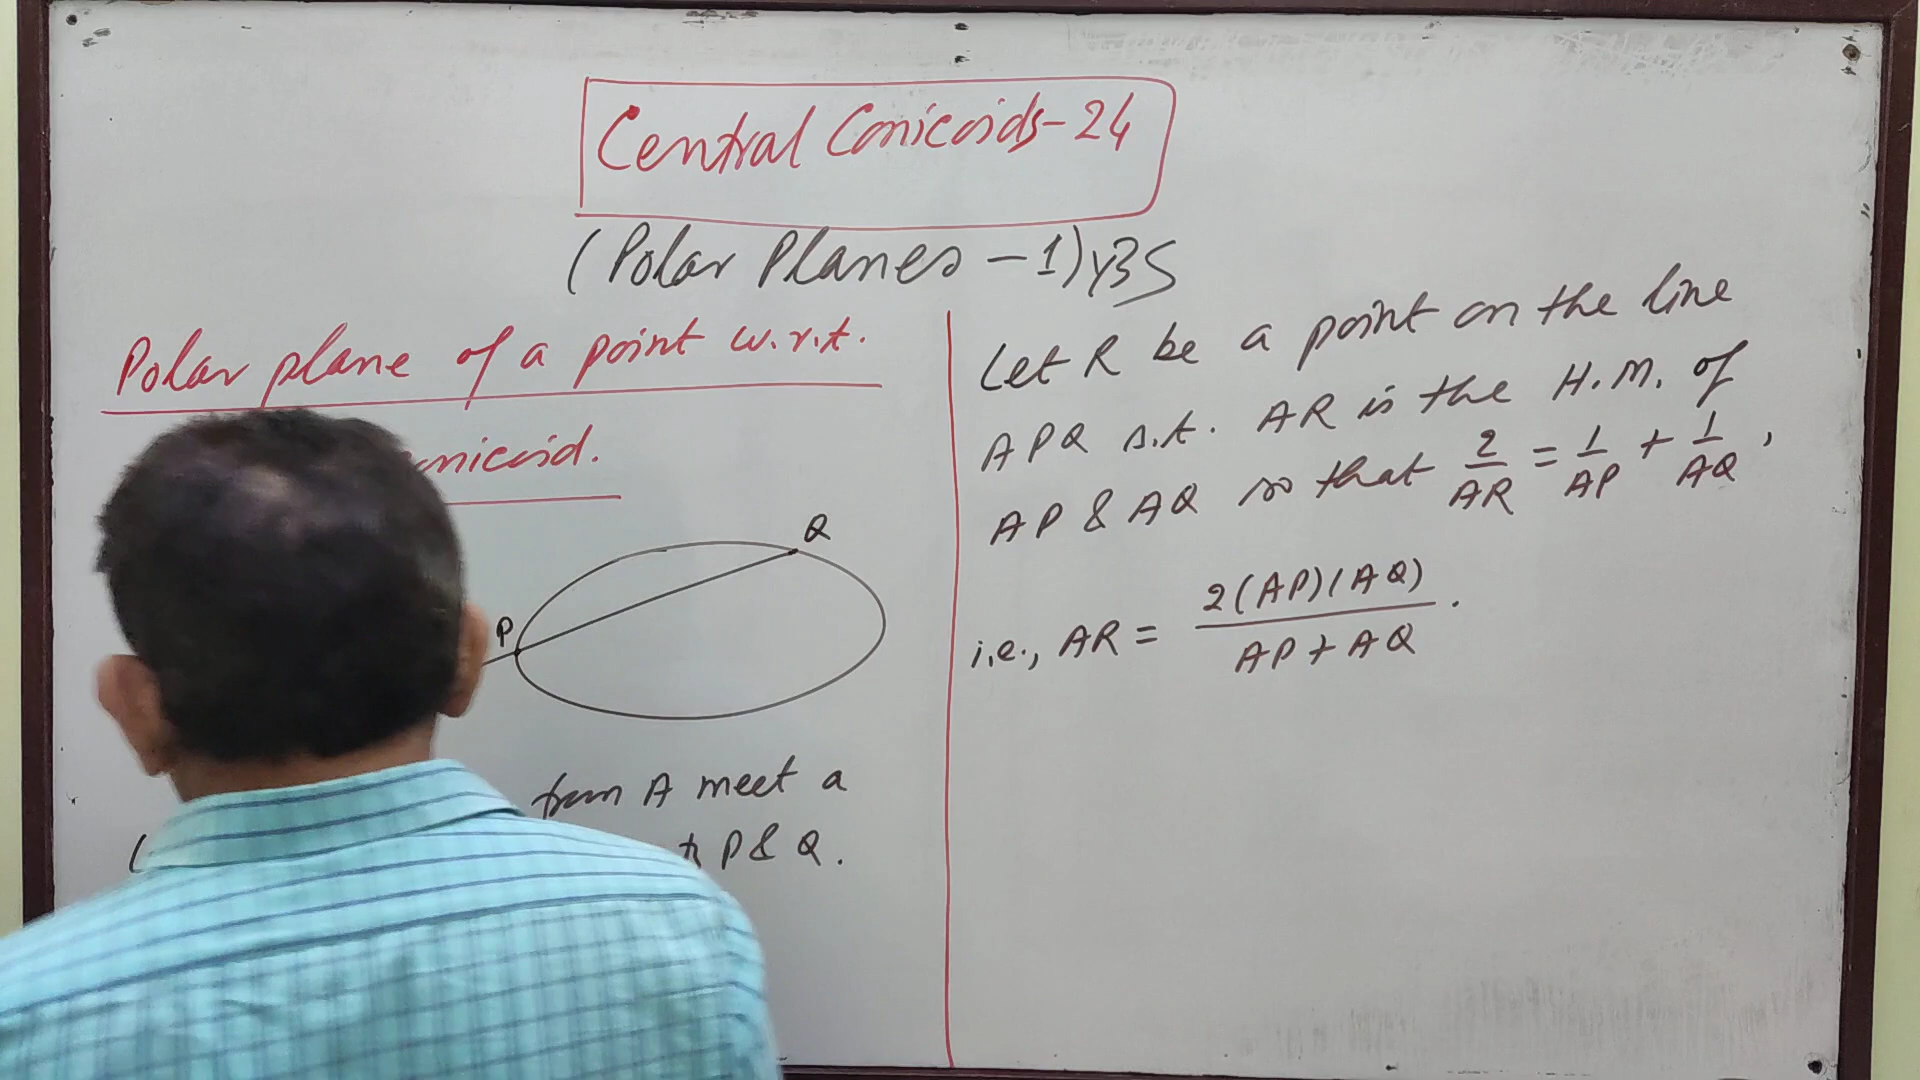 Central Conicoids-24
(Polar Planes - 1) y3s
Polar plane of a point w.r.t.
conicoid.
Q
P
from A meet a
P & Q.
Let R be a point on the line
APQ s.t. AR is the H.M. of
AP & AQ so that 2/AR = 1/AP + 1/AQ,
i.e., AR = 2(AP)(AQ)/AP+AQ.